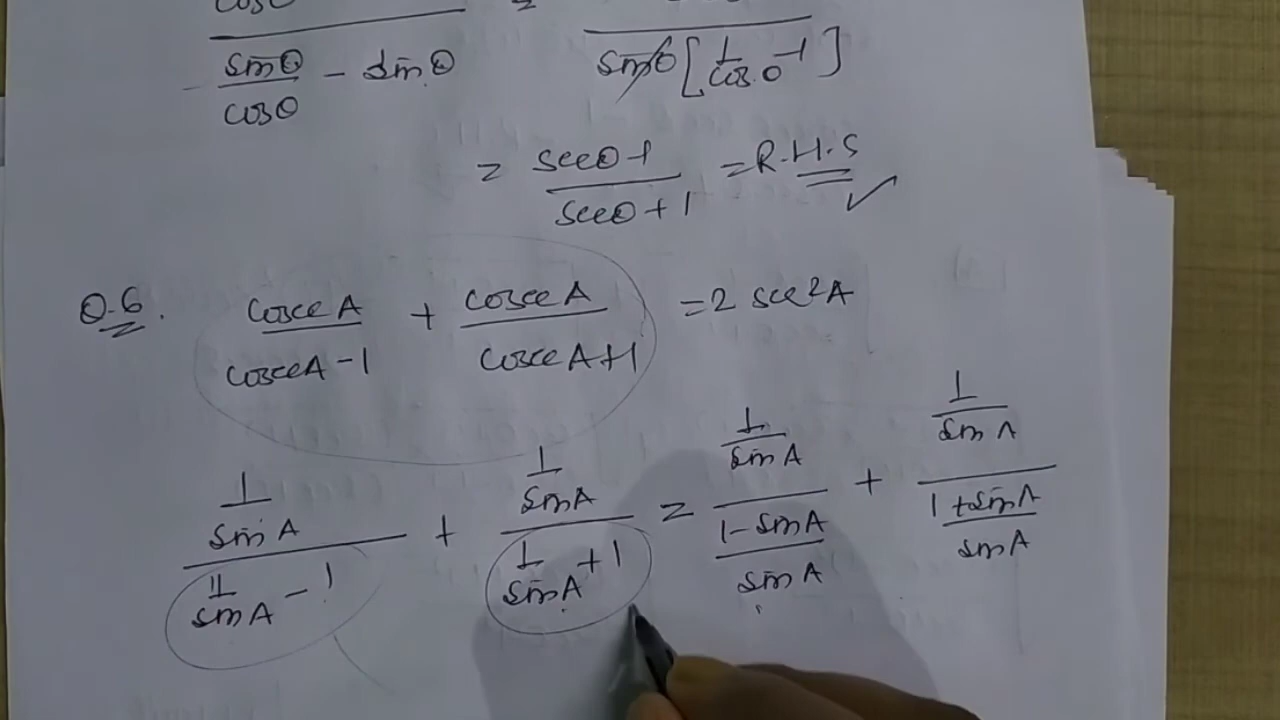 sinθ/cosθ - sinθ    sinθ[1/cosθ -1]
= secθ-1/secθ+1 = R.H.S
Q.6. cosecA/cosecA-1 + cosecA/cosecA+1 = 2 sec²A
1/sinA / 1/sinA - 1 + 1/sinA / 1/sinA + 1 = 1/sinA / 1-sinA/sinA + 1/sinA / 1+sinA/sinA